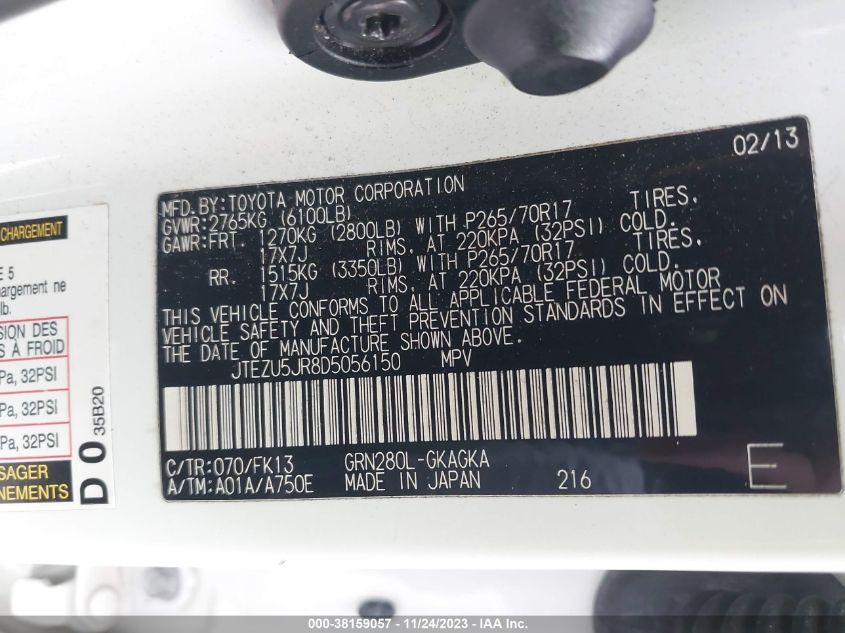 02/13
MFD.BY:TOYOTA MOTOR CORPORATION
GVWR:2765KG (6100LB)
GAWR:FRT. 1270KG (2800LB) WITH P265/70R17 TIRES.
17X7J RIMS, AT 220KPA (32PSI) COLD.
RR. 1515KG (3350LB) WITH P265/70R17 TIRES.
17X7J RIMS, AT 220KPA (32PSI) COLD.
THIS VEHICLE CONFORMS TO ALL APPLICABLE FEDERAL MOTOR
VEHICLE SAFETY AND THEFT PREVENTION STANDARDS IN EFFECT ON
THE DATE OF MANUFACTURE SHOWN ABOVE.
JTEZU5JR8D5056150 MPV
C/TR:070/FK13 GRN280L-GKAGKA
A/TM:A01A/A750E MADE IN JAPAN 216 E
CHARGEMENT
E 5
argement ne
lb.
SION DES
S À FROID
Pa, 32PSI
Pa, 32PSI
Pa, 32PSI
SAGER
NEMENTS
D 0 35B20
000-38159057 - 11/24/2023 - IAAI.com